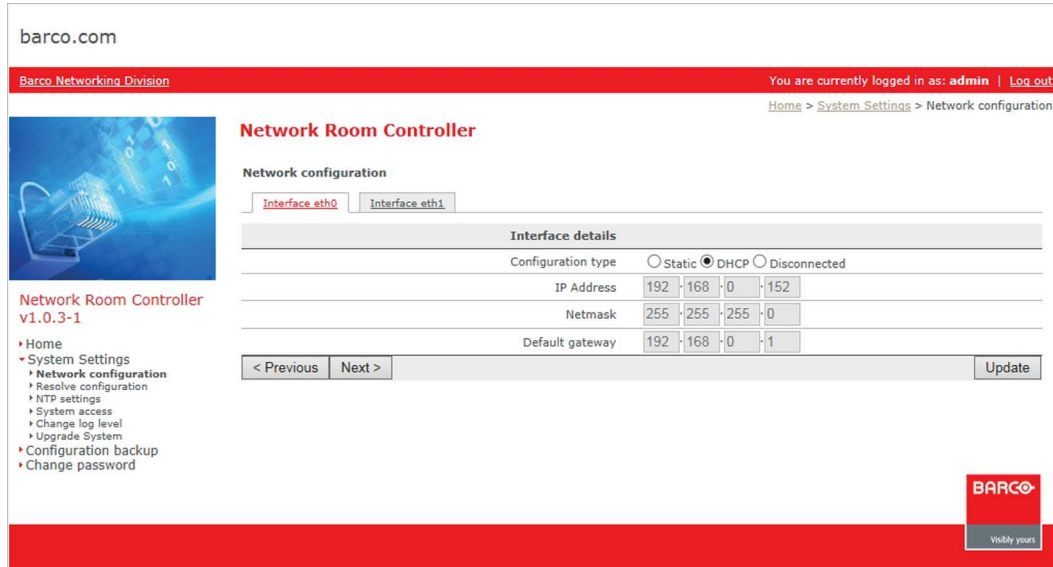 barco.com
Barco Networking Division
You are currently logged in as: admin | Log out
Home > System Settings > Network configuration
Network Room Controller
Network configuration
Interface eth0 Interface eth1
Interface details
Configuration type Static DHCP Disconnected
IP Address 192 · 168 · 0 · 152
Netmask 255 · 255 · 255 · 0
Default gateway 192 · 168 · 0 · 1
< Previous Next > Update
Network Room Controller
v1.0.3-1
Home
System Settings
Network configuration
Resolve configuration
NTP settings
System access
Change log level
Upgrade System
Configuration backup
Change password
BARCO
Visibly yours